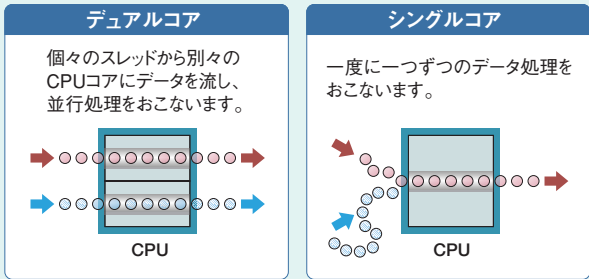 デュアルコア
個々のスレッドから別々の
CPUコアにデータを流し、
並行処理をおこないます。
CPU
シングルコア
一度に一つずつのデータ処理を
おこないます。
CPU